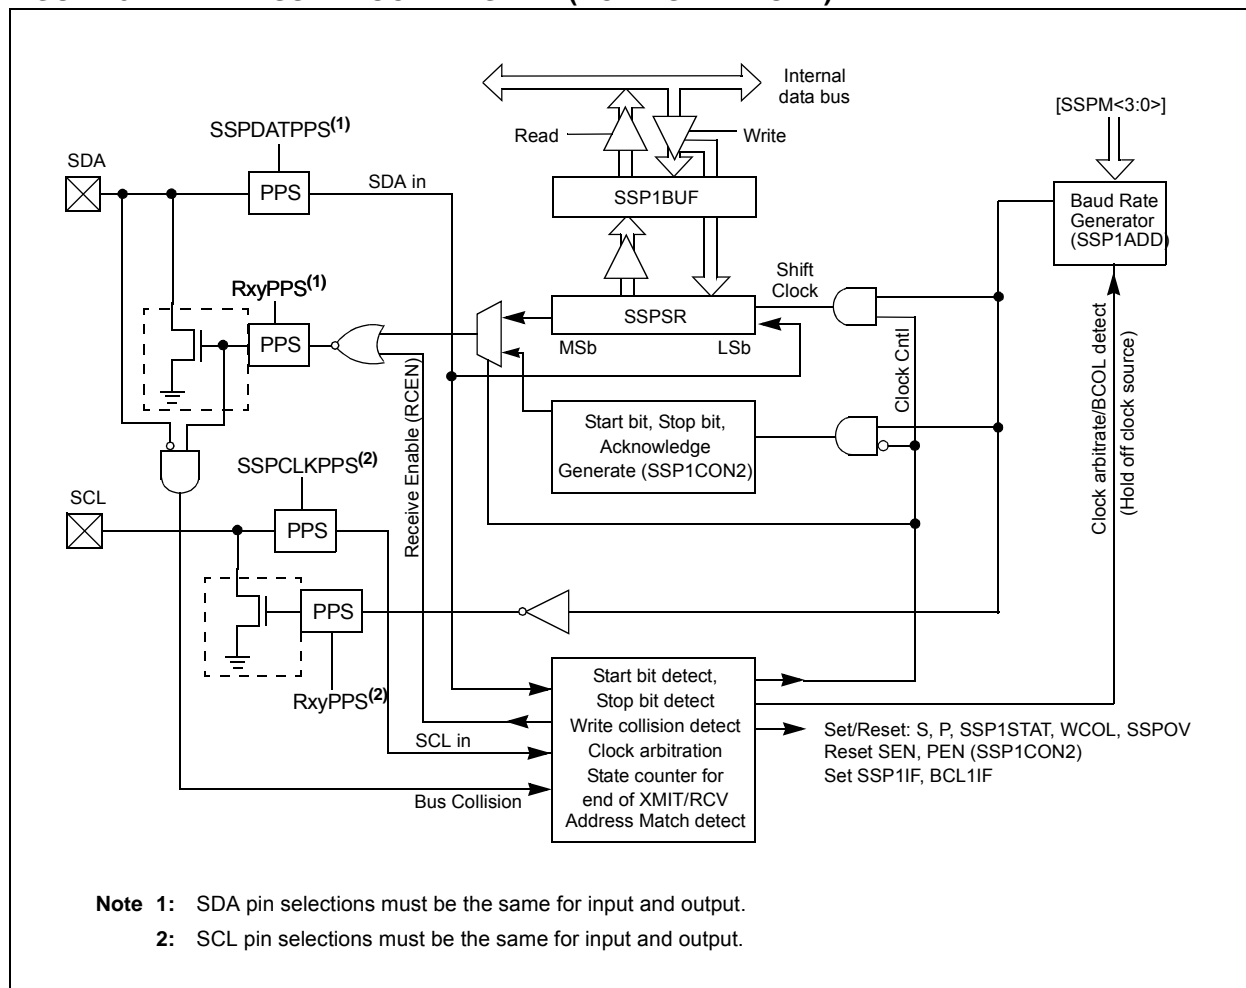 Internal
data bus
[SSPM<3:0>]
SSPDATPPS(1)
Read
Write
SDA
PPS
SDA in
SSP1BUF
Baud Rate
Generator
(SSP1ADD)
RxyPPS(1)
Shift
Clock
SSPSR
PPS
MSb
LSb
Clock Cntl
Receive Enable (RCEN)
Clock arbitrate/BCOL detect
(Hold off clock source)
Start bit, Stop bit,
Acknowledge
Generate (SSP1CON2)
SSPCLKPPS(2)
SCL
PPS
PPS
RxyPPS(2)
Start bit detect,
Stop bit detect
Write collision detect
Clock arbitration
State counter for
end of XMIT/RCV
Address Match detect
SCL in
Bus Collision
Set/Reset: S, P, SSP1STAT, WCOL, SSPOV
Reset SEN, PEN (SSP1CON2)
Set SSP1IF, BCL1IF
Note 1: SDA pin selections must be the same for input and output.
2: SCL pin selections must be the same for input and output.